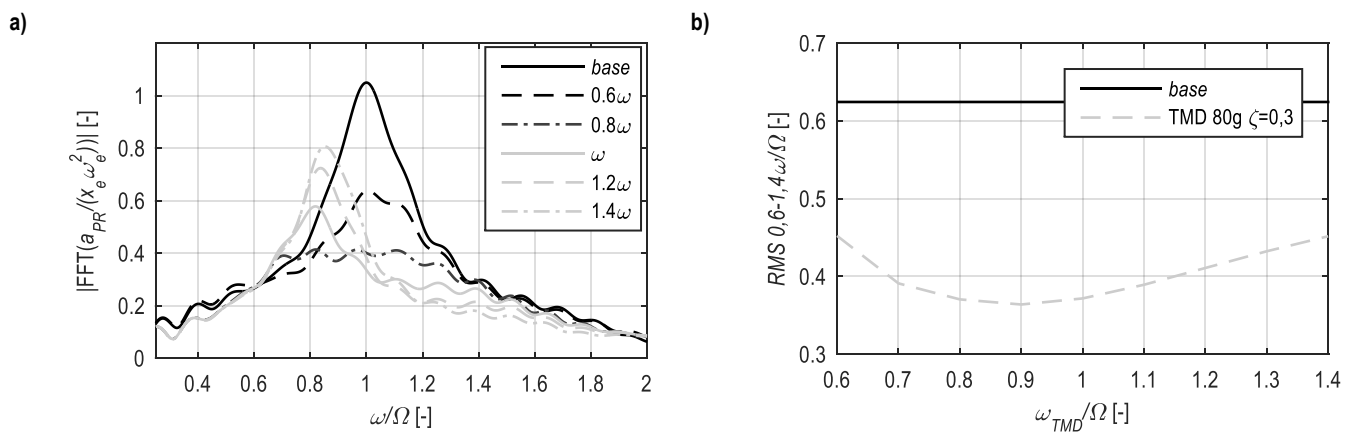 a)
|FFT(a_PR/(x_e ω_e^2))| [-]
1
0.8
0.6
0.4
0.2
0
0.4 0.6 0.8 1 1.2 1.4 1.6 1.8 2
ω/Ω [-]
base
0.6ω
0.8ω
ω
1.2ω
1.4ω
b)
RMS 0,6-1,4ω/Ω [-]
0.7
0.6
0.5
0.4
0.3
0.6 0.7 0.8 0.9 1 1.1 1.2 1.3 1.4
ω_TMD/Ω [-]
base
TMD 80g ζ=0,3